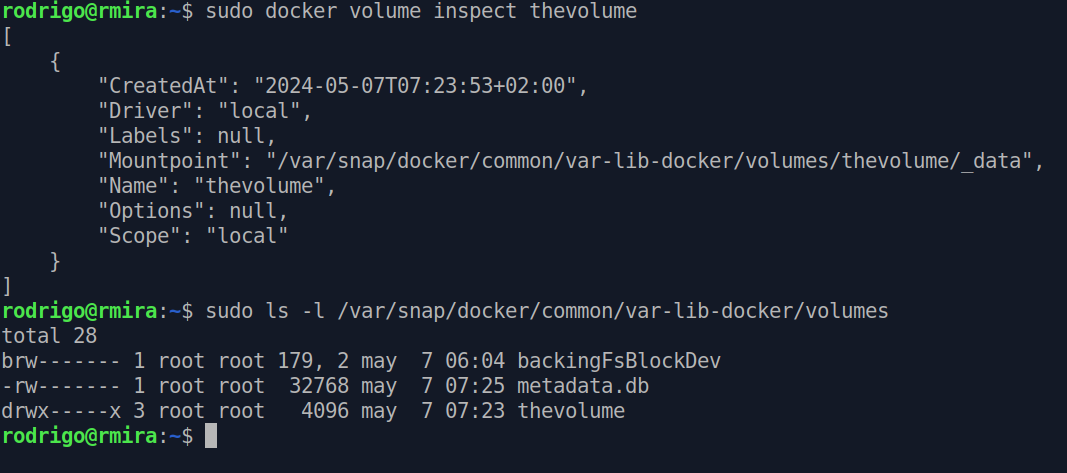 rodrigo@rmira:~$ sudo docker volume inspect thevolume
[
    {
        "CreatedAt": "2024-05-07T07:23:53+02:00",
        "Driver": "local",
        "Labels": null,
        "Mountpoint": "/var/snap/docker/common/var-lib-docker/volumes/thevolume/_data",
        "Name": "thevolume",
        "Options": null,
        "Scope": "local"
    }
]
rodrigo@rmira:~$ sudo ls -l /var/snap/docker/common/var-lib-docker/volumes
total 28
brw------- 1 root root 179, 2 may  7 06:04 backingFsBlockDev
-rw------- 1 root root  32768 may  7 07:25 metadata.db
drwx-----x 3 root root   4096 may  7 07:23 thevolume
rodrigo@rmira:~$